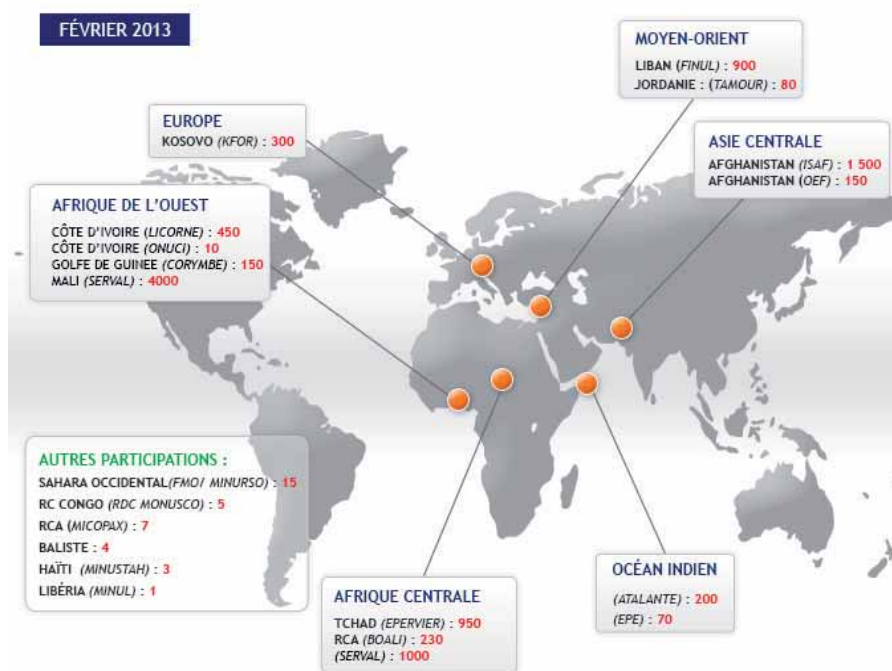 FÉVRIER 2013
MOYEN-ORIENT
LIBAN (FINUL) : 900
JORDANIE : (TAMOUR) : 80
EUROPE
KOSOVO (KFOR) : 300
ASIE CENTRALE
AFGHANISTAN (ISAF) : 1 500
AFGHANISTAN (OEF) : 150
AFRIQUE DE L'OUEST
CÔTE D'IVOIRE (LICORNE) : 450
CÔTE D'IVOIRE (ONUCI) : 10
GOLFE DE GUINEE (CORYMBE) : 150
MALI (SERVAL) : 4000
AUTRES PARTICIPATIONS :
SAHARA OCCIDENTAL(FMO/ MINURSO) : 15
RC CONGO (RDC MONUSCO) : 5
RCA (MICOPAX) : 7
BALISTE : 4
HAÏTI (MINUSTAH) : 3
LIBÉRIA (MINUL) : 1
AFRIQUE CENTRALE
TCHAD (EPERVIER) : 950
RCA (BOALI) : 230
(SERVAL) : 1000
OCÉAN INDIEN
(ATALANTE) : 200
(EPE) : 70